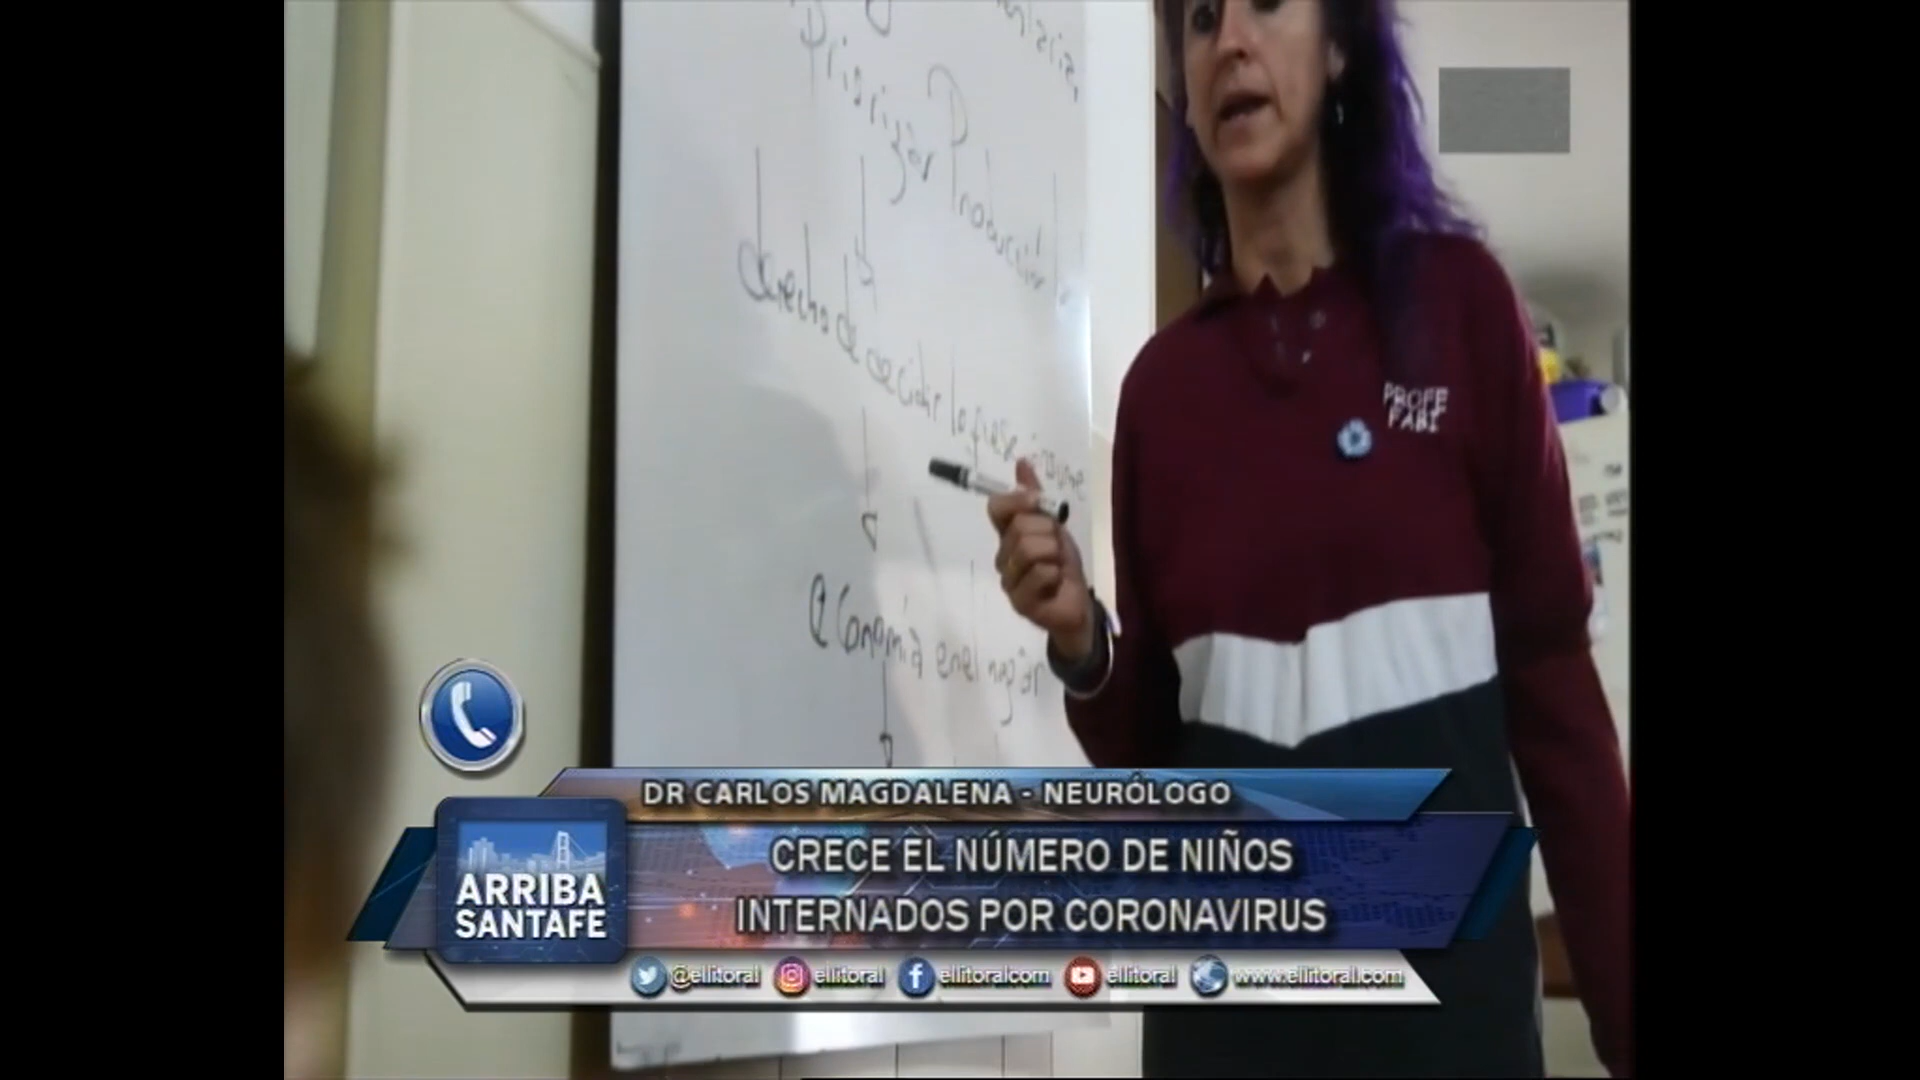 Priorizar Producción
derecho de decidir lo que se consume
economía en el hogar
PROFE
FABI
DR CARLOS MAGDALENA - NEURÓLOGO
CRECE EL NÚMERO DE NIÑOS
INTERNADOS POR CORONAVIRUS
ARRIBA
SANTAFE
@ellitoral ellitoral ellitoralcom ellitoral www.ellitoral.com